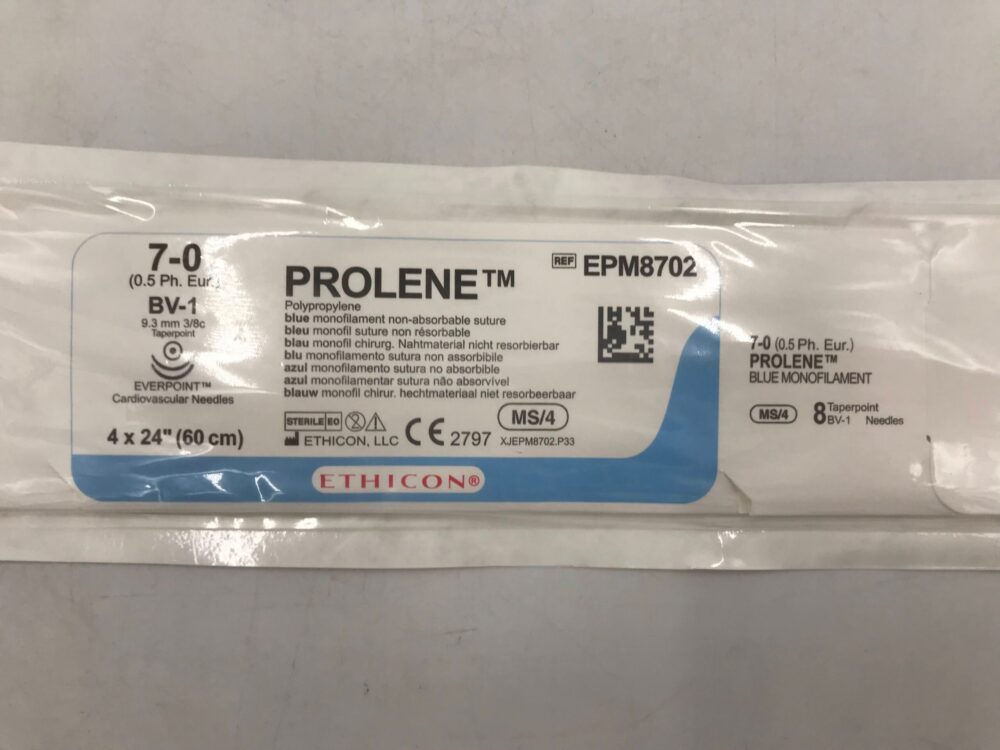 7-0
(0.5 Ph. Eur.)
BV-1
9.3 mm 3/8c
Taperpoint
EVERPOINT™
Cardiovascular Needles
4 x 24" (60 cm)
PROLENE™
Polypropylene
blue monofilament non-absorbable suture
bleu monofil suture non résorbable
blau monofil chirurg. Nahtmaterial nicht resorbierbar
blu monofilamento sutura non assorbibile
azul monofilamento sutura no absorbible
azul monofilamentar sutura não absorvível
blauw monofil chirur. hechtmateriaal niet resorbeerbaar
STERILE EO
MS/4
ETHICON, LLC CE 2797 XJEPM8702.P33
REF EPM8702
ETHICON®
7-0 (0.5 Ph. Eur.)
PROLENE™
BLUE MONOFILAMENT
MS/4 8 Taperpoint
BV-1 Needles